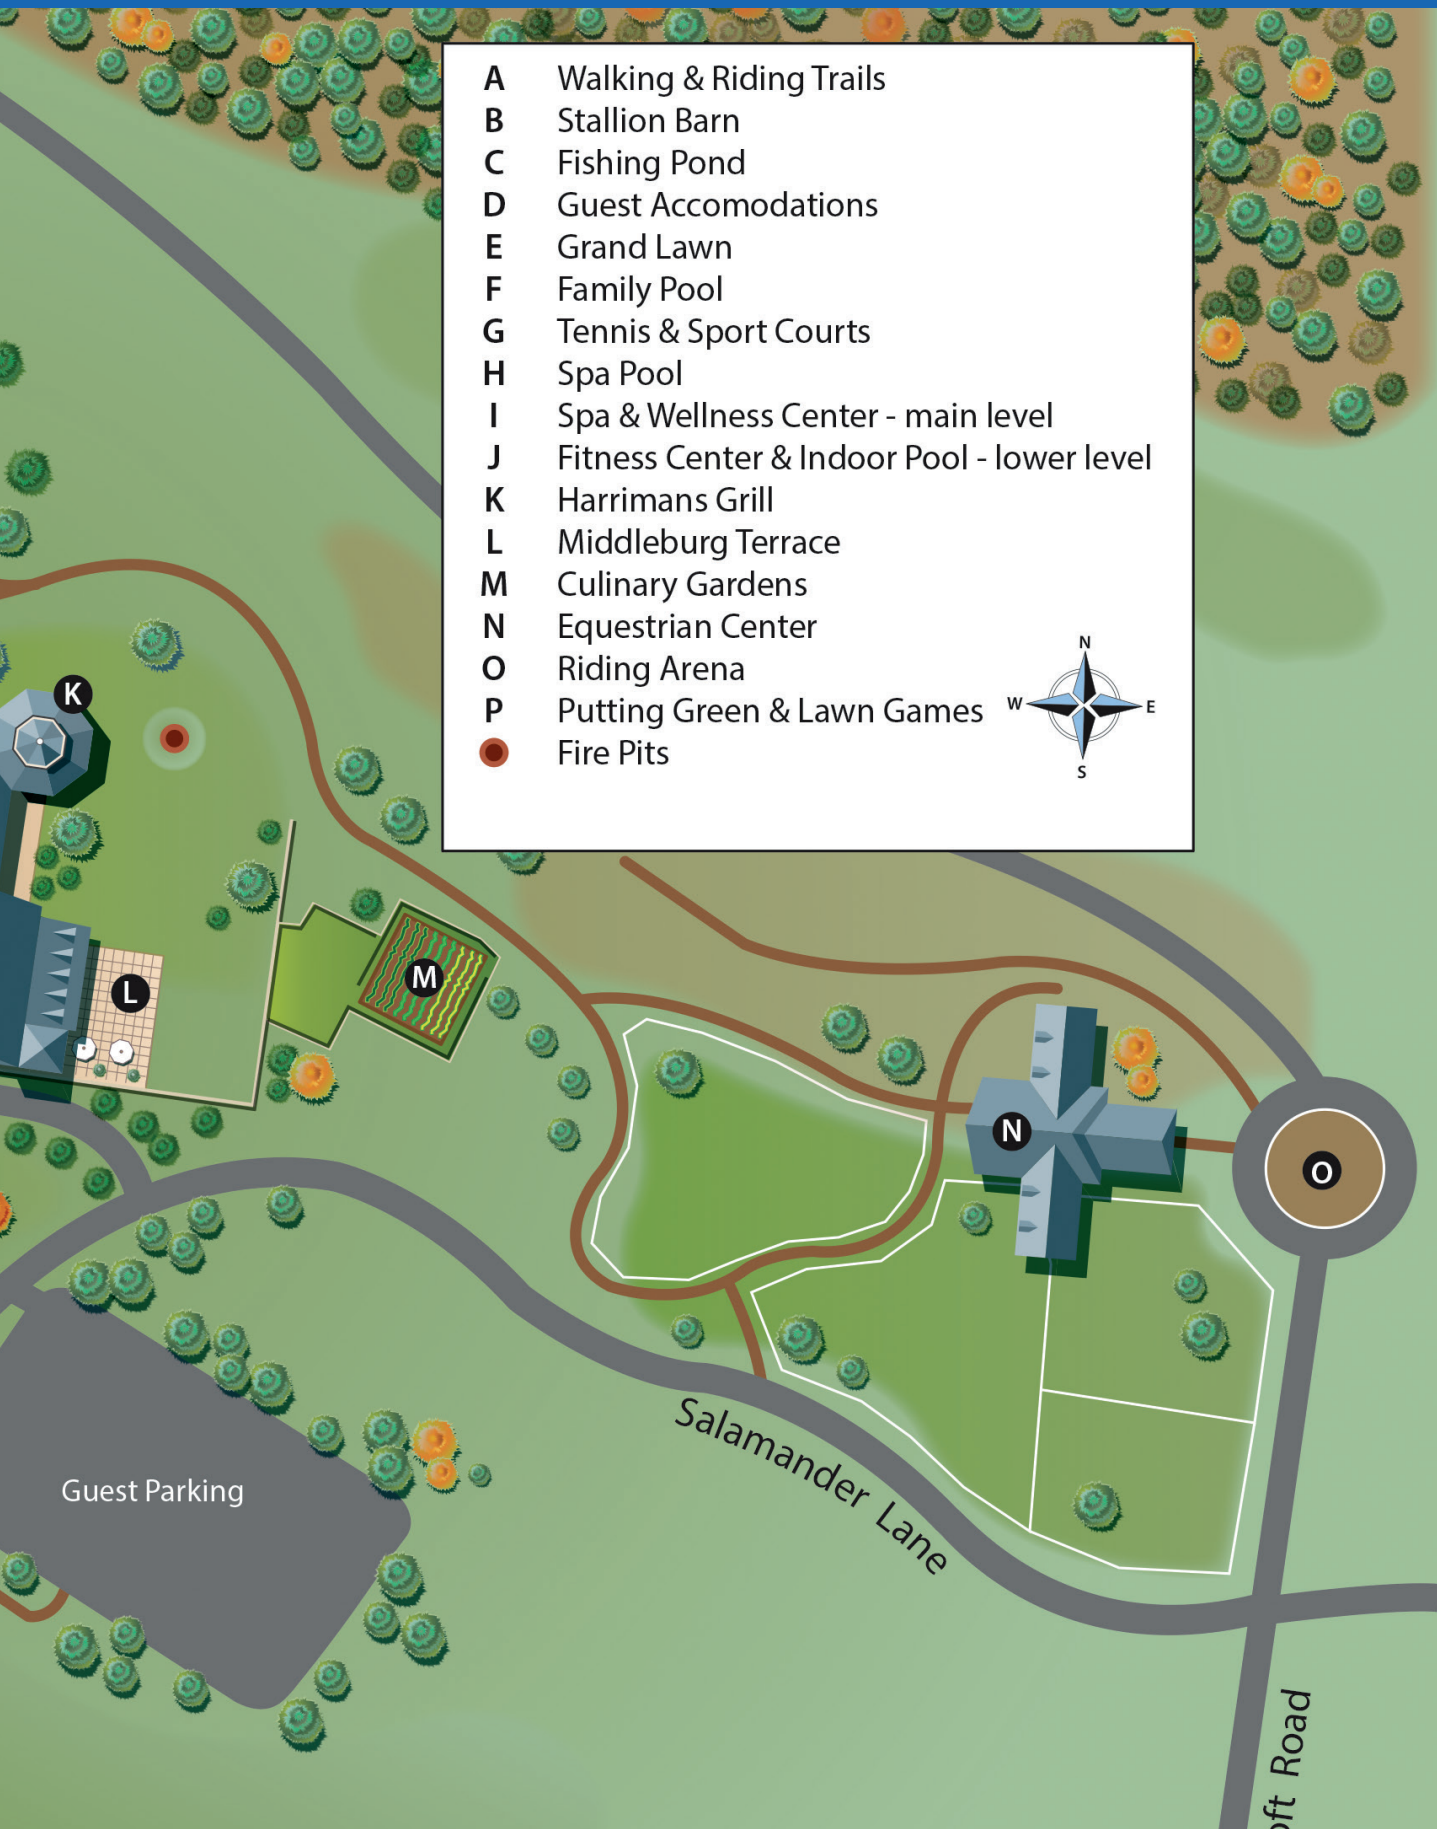 A Walking & Riding Trails
B Stallion Barn
C Fishing Pond
D Guest Accomodations
E Grand Lawn
F Family Pool
G Tennis & Sport Courts
H Spa Pool
I Spa & Wellness Center - main level
J Fitness Center & Indoor Pool - lower level
K Harrimans Grill
L Middleburg Terrace
M Culinary Gardens
N Equestrian Center
O Riding Arena
P Putting Green & Lawn Games
Fire Pits
N
W E
S
K
M
L
N
O
Salamander Lane
Guest Parking
Road